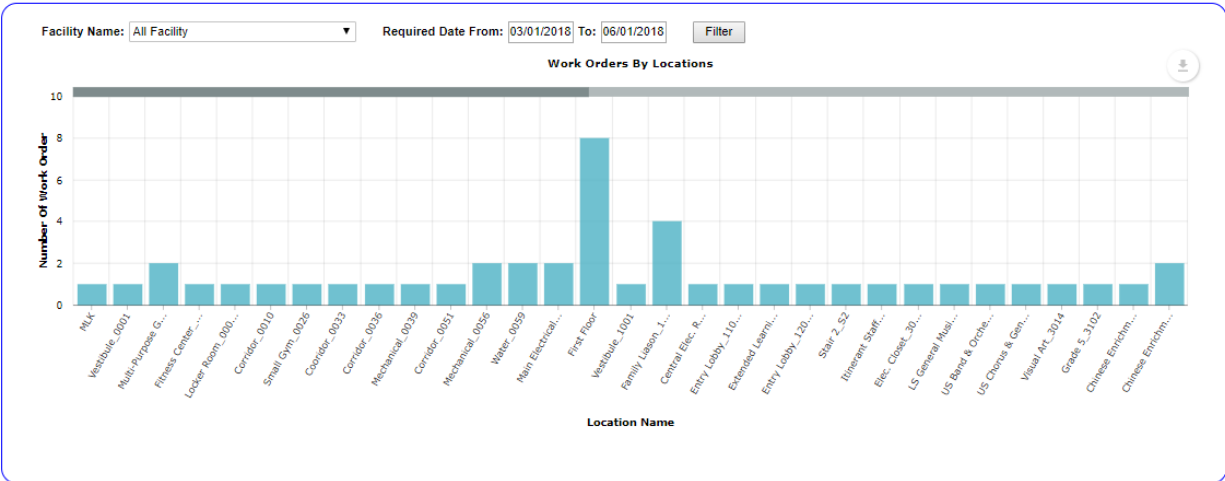 Facility Name: All Facility Required Date From: 03/01/2018 To: 06/01/2018 Filter
Work Orders By Locations
10
8
6
4
2
0
Number Of Work Order
MLK
Vestibule_0001
Multi-Purpose G...
Fitness Center_...
Locker Room_000...
Corridor_0010
Small Gym_0026
Cooridor_0033
Corridor_0036
Mechanical_0039
Corridor_0051
Mechanical_0056
Water_0059
Main Electrical...
First Floor
Vestibule_1001
Family Liason_1...
Central Elec. R...
Entry Lobby_110...
Extended Learni...
Entry Lobby_120...
Stair 2_S2
Itinerant Staff...
Elec. Closet_30...
LS General Musi...
US Band & Orche...
US Chorus & Gen...
Visual Art_3014
Grade 5_3102
Chinese Enrichm...
Chinese Enrichm...
Location Name